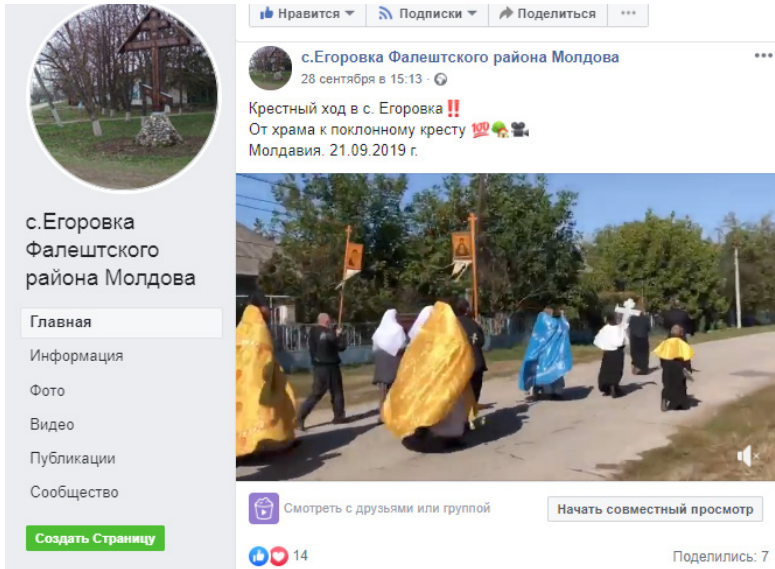 Нравится Подписки Поделиться ...
с.Егоровка Фалештского района Молдова
28 сентября в 15:13 ·
Крестный ход в с. Егоровка‼
От храма к поклонному кресту 💯🏡🎥
Молдавия. 21.09.2019 г.
с.Егоровка
Фалештского
района Молдова
Главная
Информация
Фото
Видео
Публикации
Сообщество
Создать Страницу
Смотреть с друзьями или группой
Начать совместный просмотр
14
Поделились: 7